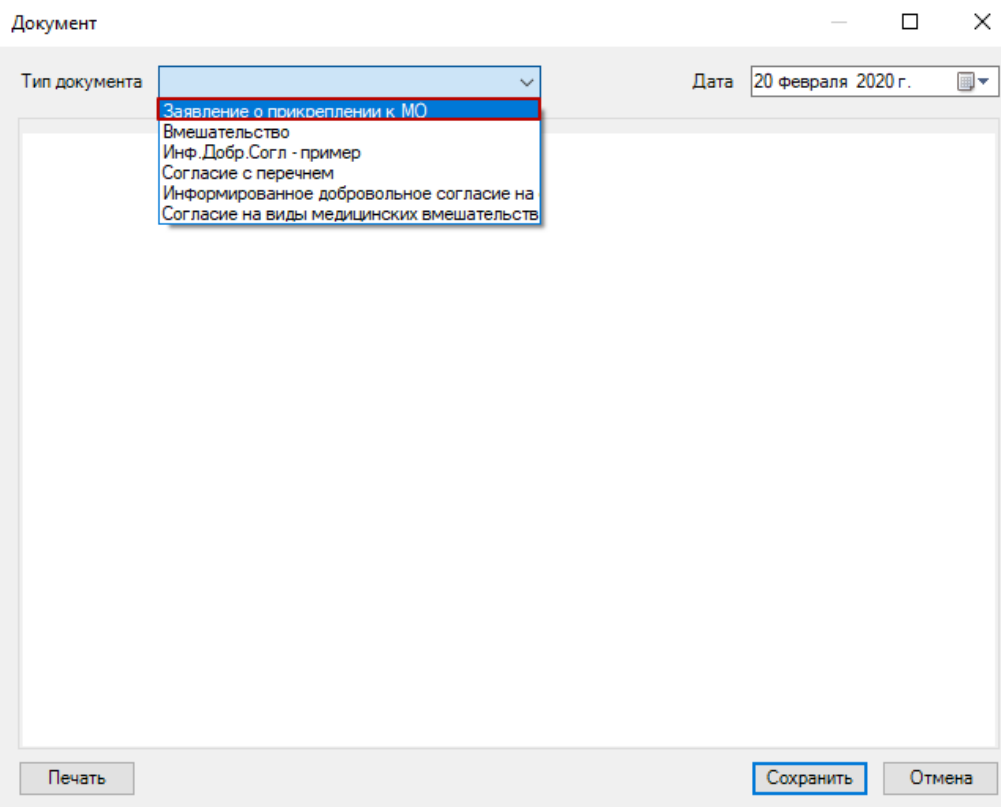 Документ
Тип документа
Дата 20 февраля 2020 г.
Заявление о прикреплении к МО
Вмешательство
Инф.Добр.Согл - пример
Согласие с перечнем
Информированное добровольное согласие на
Согласие на виды медицинских вмешательств
Печать
Сохранить
Отмена